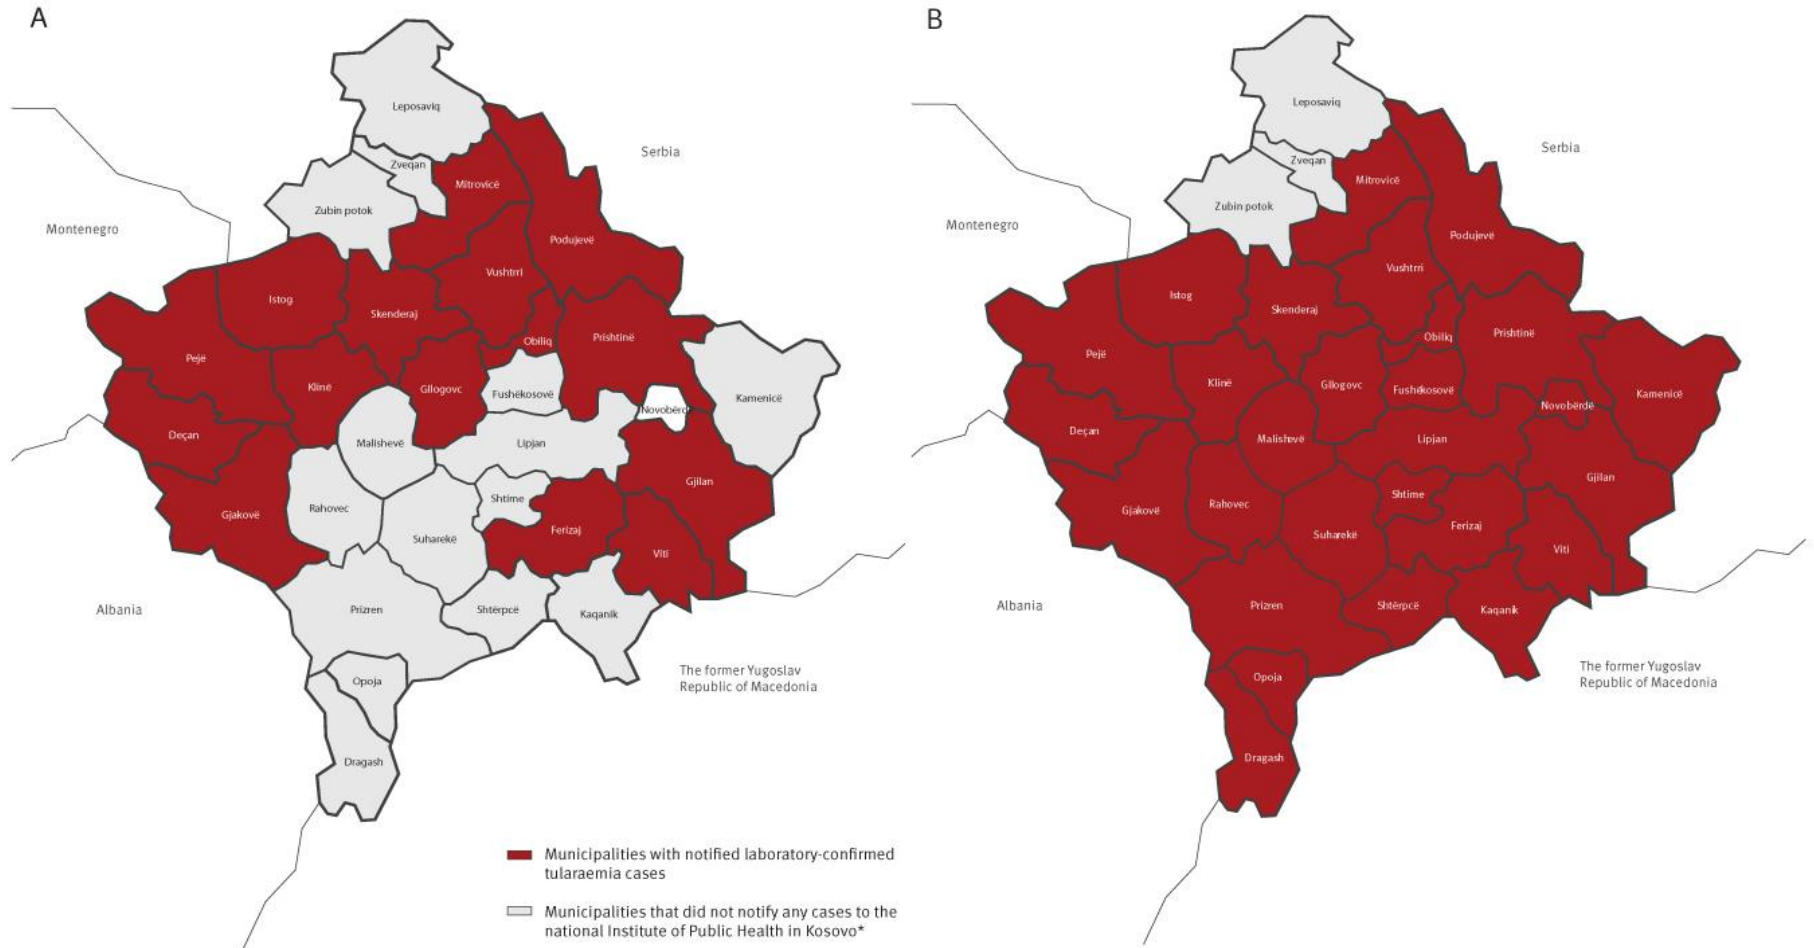 A
Leposaviq
Serbia
Zveqan
Mitrovicë
Zubin potok
Montenegro
Podujevë
Vushtrri
Istog
Skenderaj
Prishtinë
Obiliq
Pejë
Klinë
Gllogovc
Fushëkosovë
Kamenicë
Novobërd
Deçan
Malishevë
Lipjan
Gjilan
Shtime
Rahovec
Gjakovë
Ferizaj
Suharekë
Viti
Albania
Prizren
Shtërpcë
Kaqanik
The former Yugoslav
Republic of Macedonia
Opoja
Dragash
Municipalities with notified laboratory-confirmed
tularaemia cases
Municipalities that did not notify any cases to the
national Institute of Public Health in Kosovo*
B
Leposaviq
Serbia
Zveqan
Mitrovicë
Zubin potok
Montenegro
Podujevë
Vushtrri
Istog
Skenderaj
Prishtinë
Obiliq
Pejë
Klinë
Gllogovc
Fushëkosovë
Kamenicë
Novobërdë
Deçan
Malishevë
Lipjan
Gjilan
Shtime
Rahovec
Gjakovë
Ferizaj
Suharekë
Viti
Albania
Prizren
Shtërpcë
Kaqanik
The former Yugoslav
Republic of Macedonia
Opoja
Dragash